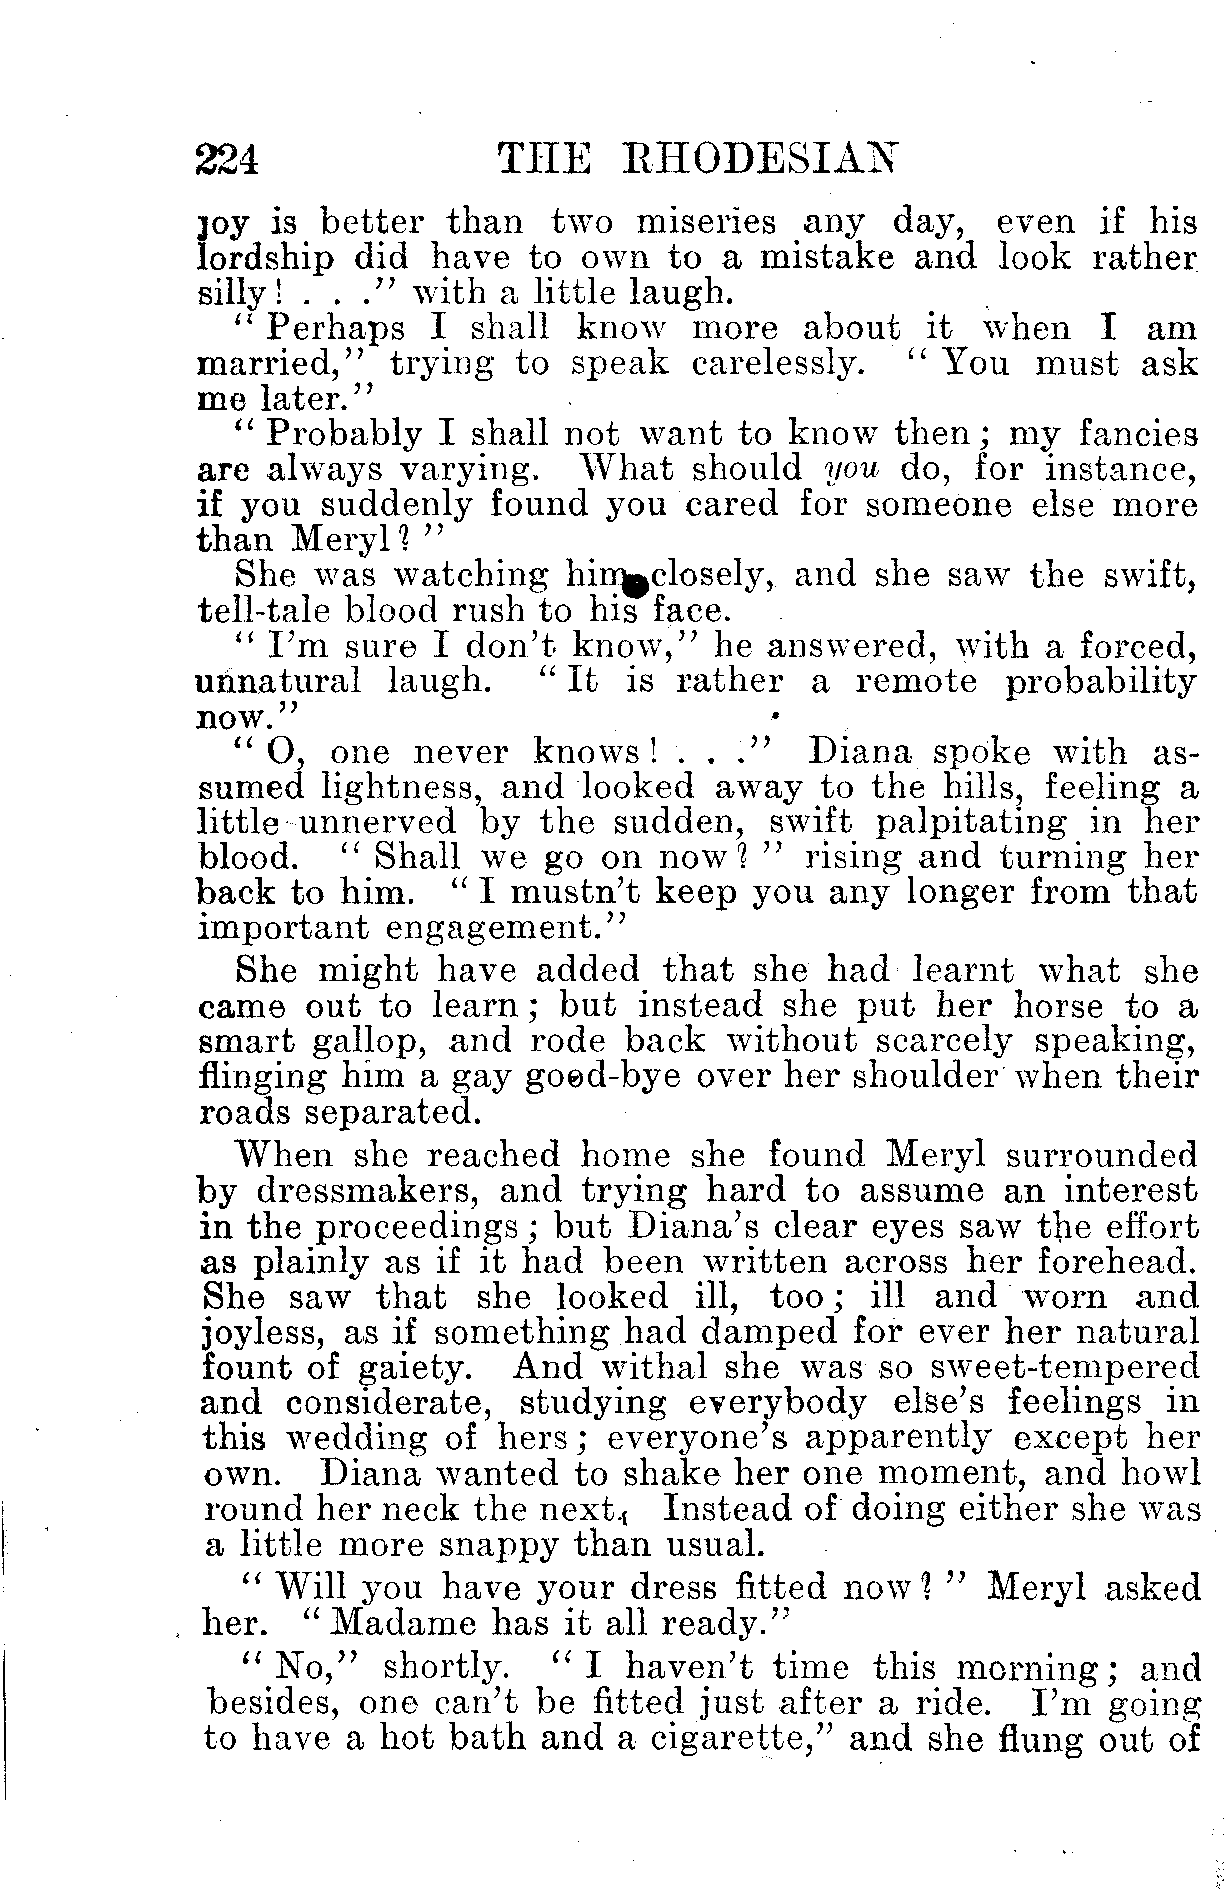 224 THE RHODESIAN
joy is better than two miseries any day, even if his
lordship did have to own to a mistake and look rather
silly! . . ." with a little laugh.
"Perhaps I shall know more about it when I am
married," trying to speak carelessly. "You must ask
me later."
"Probably I shall not want to know then; my fancies
are always varying. What should you do, for instance,
if you suddenly found you cared for someone else more
than Meryl?"
She was watching him closely, and she saw the swift,
tell-tale blood rush to his face.
"I'm sure I don't know," he answered, with a forced,
unnatural laugh. "It is rather a remote probability
now."
"O, one never knows! . . ." Diana spoke with as-
sumed lightness, and looked away to the hills, feeling a
little unnerved by the sudden, swift palpitating in her
blood. "Shall we go on now?" rising and turning her
back to him. "I mustn't keep you any longer from that
important engagement."
She might have added that she had learnt what she
came out to learn; but instead she put her horse to a
smart gallop, and rode back without scarcely speaking,
flinging him a gay good-bye over her shoulder when their
roads separated.
When she reached home she found Meryl surrounded
by dressmakers, and trying hard to assume an interest
in the proceedings; but Diana's clear eyes saw the effort
as plainly as if it had been written across her forehead.
She saw that she looked ill, too; ill and worn and
joyless, as if something had damped for ever her natural
fount of gaiety. And withal she was so sweet-tempered
and considerate, studying everybody else's feelings in
this wedding of hers; everyone's apparently except her
own. Diana wanted to shake her one moment, and howl
round her neck the next. Instead of doing either she was
a little more snappy than usual.
"Will you have your dress fitted now?" Meryl asked
her. "Madame has it all ready."
"No," shortly. "I haven't time this morning; and
besides, one can't be fitted just after a ride. I'm going
to have a hot bath and a cigarette," and she flung out of